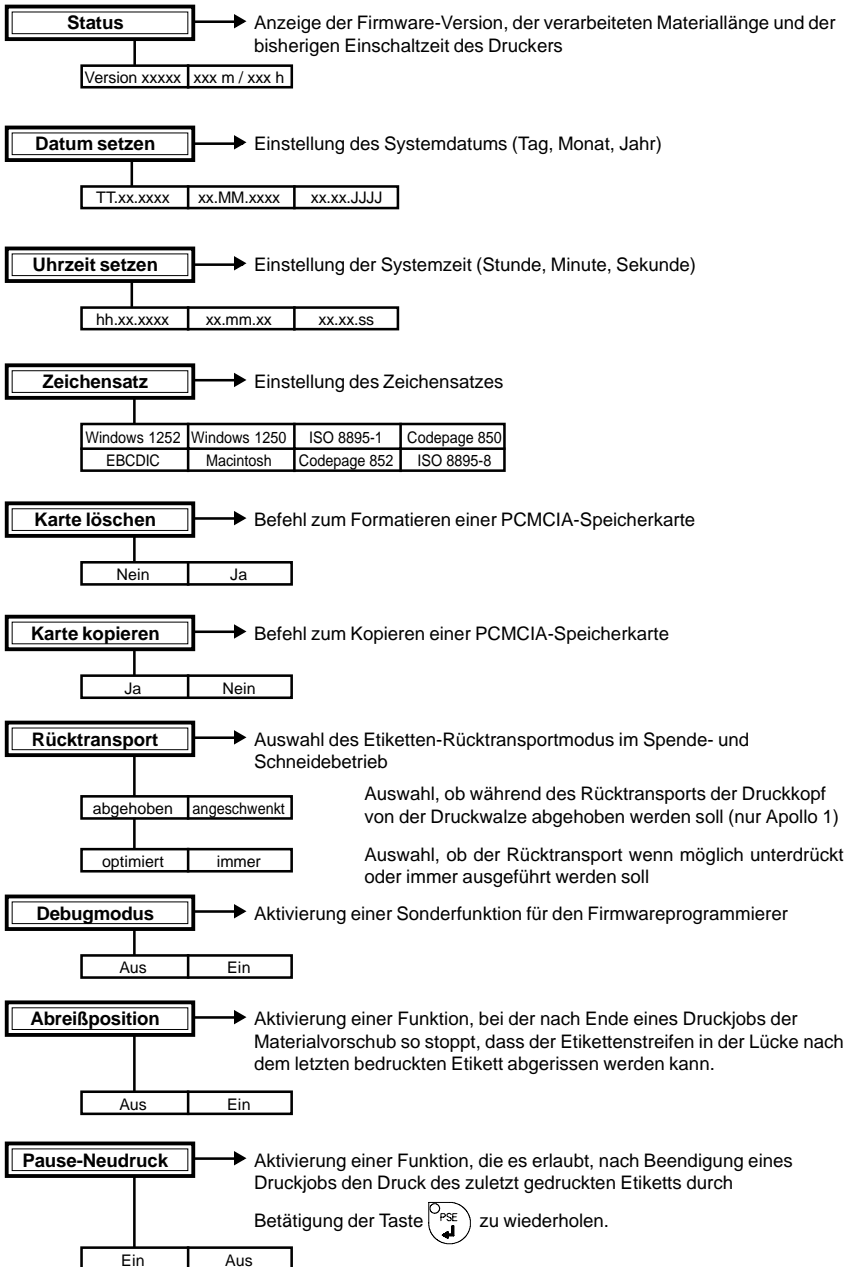 Status
Anzeige der Firmware-Version, der verarbeiteten Materiallänge und der
bisherigen Einschaltzeit des Druckers
Version xxxxx xxx m / xxx h
Datum setzen
Einstellung des Systemdatums (Tag, Monat, Jahr)
TT.xx.xxxx xx.MM.xxxx xx.xx.JJJJ
Uhrzeit setzen
Einstellung der Systemzeit (Stunde, Minute, Sekunde)
hh.xx.xxxx xx.mm.xx xx.xx.ss
Zeichensatz
Einstellung des Zeichensatzes
Windows 1252 Windows 1250 ISO 8895-1 Codepage 850
EBCDIC Macintosh Codepage 852 ISO 8895-8
Karte löschen
Befehl zum Formatieren einer PCMCIA-Speicherkarte
Nein Ja
Karte kopieren
Befehl zum Kopieren einer PCMCIA-Speicherkarte
Ja Nein
Rücktransport
Auswahl des Etiketten-Rücktransportmodus im Spende- und
Schneidebetrieb
abgehoben angeschwenkt
Auswahl, ob während des Rücktransports der Druckkopf
von der Druckwalze abgehoben werden soll (nur Apollo 1)
optimiert immer
Auswahl, ob der Rücktransport wenn möglich unterdrückt
oder immer ausgeführt werden soll
Debugmodus
Aktivierung einer Sonderfunktion für den Firmwareprogrammierer
Aus Ein
Abreißposition
Aktivierung einer Funktion, bei der nach Ende eines Druckjobs der
Materialvorschub so stoppt, dass der Etikettenstreifen in der Lücke nach
dem letzten bedruckten Etikett abgerissen werden kann.
Aus Ein
Pause-Neudruck
Aktivierung einer Funktion, die es erlaubt, nach Beendigung eines
Druckjobs den Druck des zuletzt gedruckten Etiketts durch
Betätigung der Taste PSE zu wiederholen.
Ein Aus